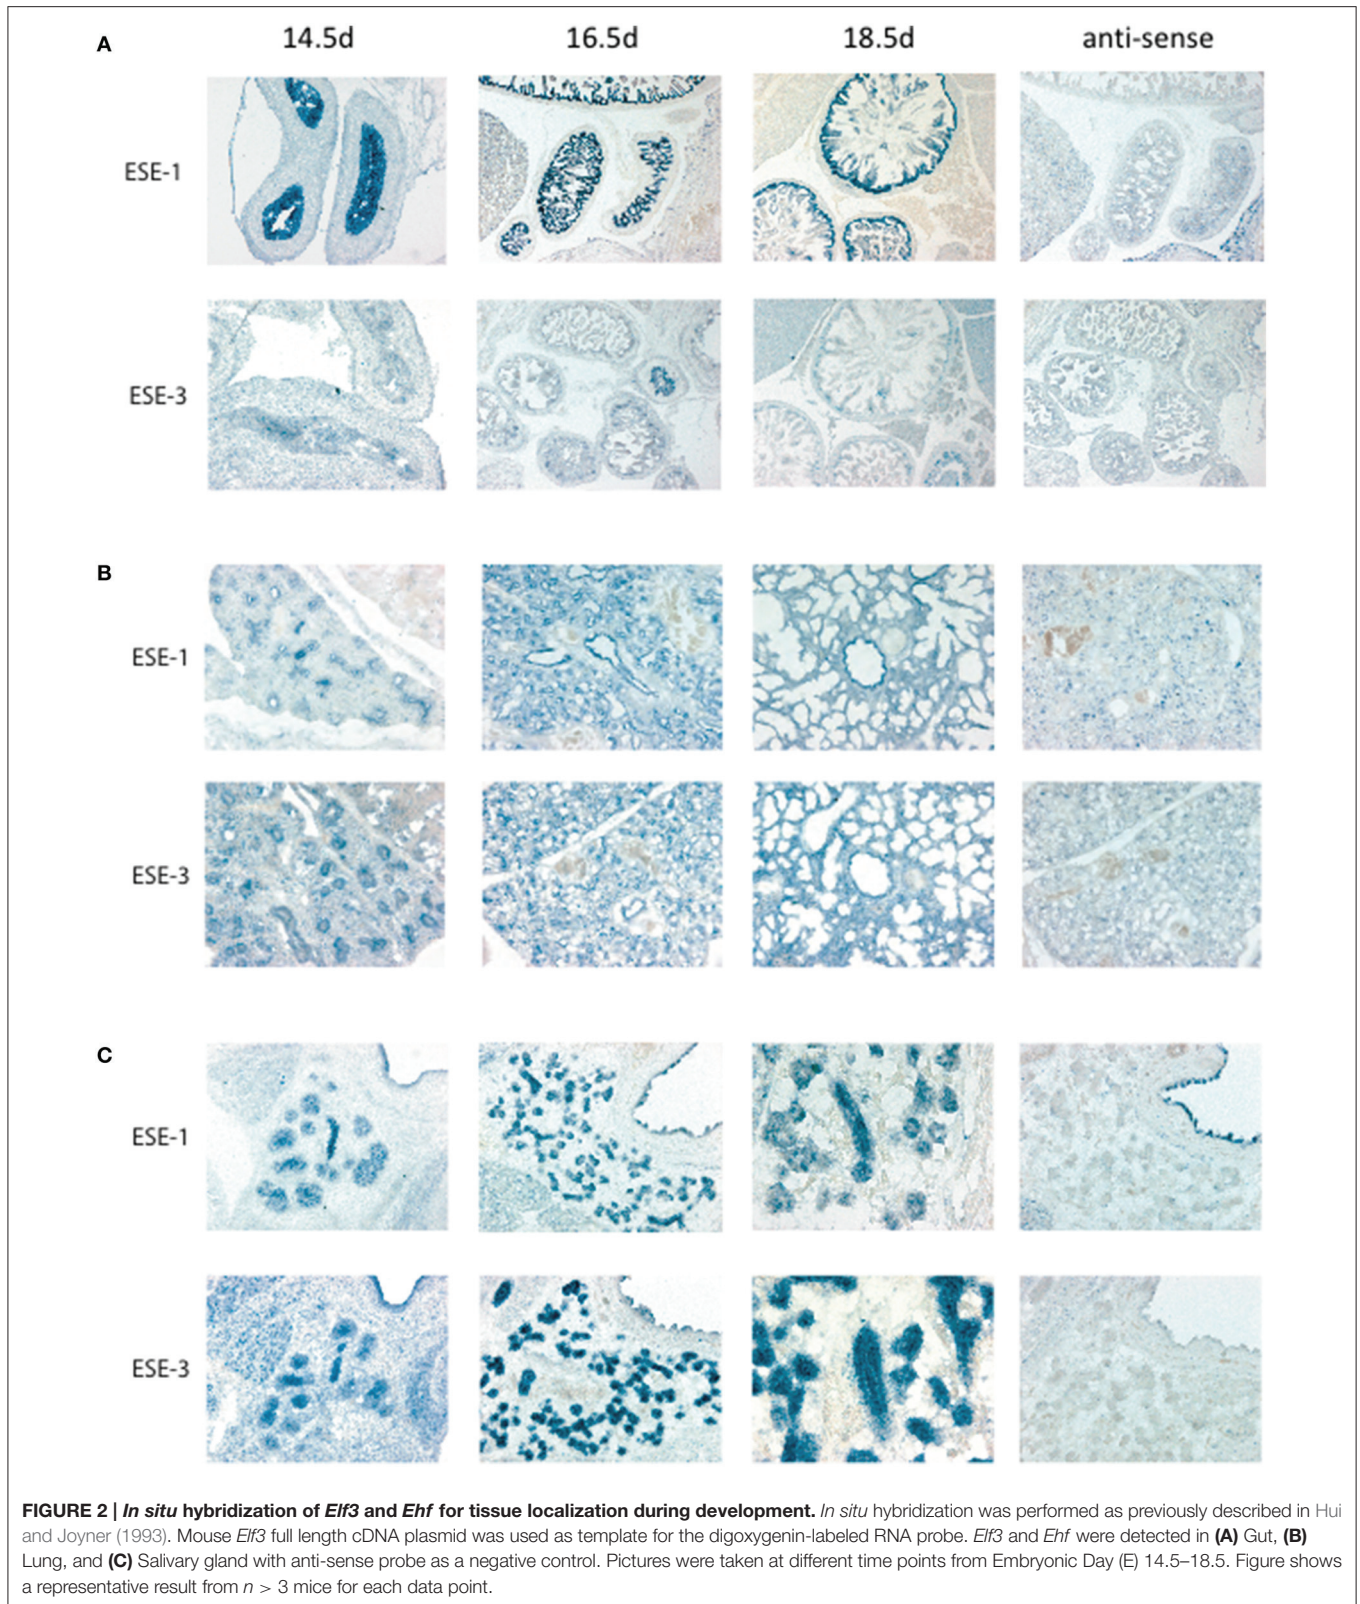 A
14.5d 16.5d 18.5d anti-sense
ESE-1
ESE-3
B
ESE-1
ESE-3
C
ESE-1
ESE-3
FIGURE 2 | In situ hybridization of Elf3 and Ehf for tissue localization during development. In situ hybridization was performed as previously described in Hui
and Joyner (1993). Mouse Elf3 full length cDNA plasmid was used as template for the digoxygenin-labeled RNA probe. Elf3 and Ehf were detected in (A) Gut, (B)
Lung, and (C) Salivary gland with anti-sense probe as a negative control. Pictures were taken at different time points from Embryonic Day (E) 14.5–18.5. Figure shows
a representative result from n > 3 mice for each data point.